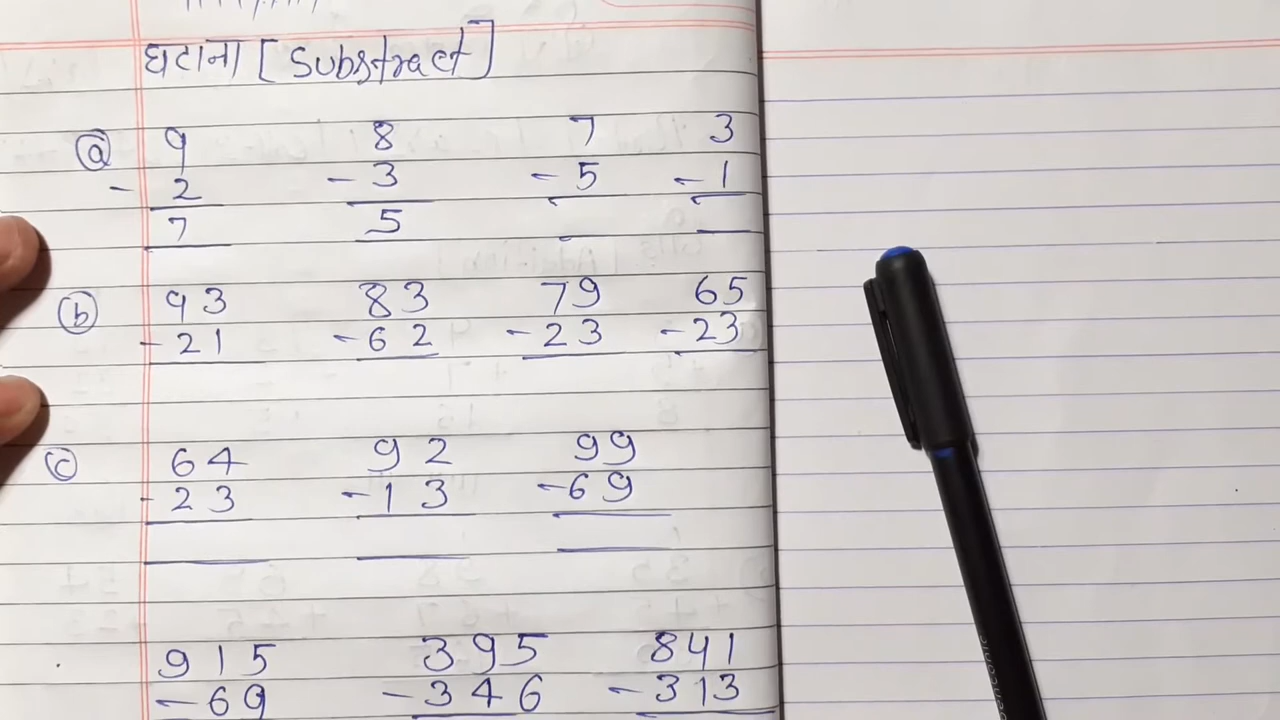 घटाना [Substract]
ⓐ 9 8 7 3
- 2 - 3 - 5 - 1
7 5
ⓑ 93 83 79 65
- 21 - 62 - 23 - 23
ⓒ 64 92 99
- 23 - 13 - 69
915 395 841
- 69 - 346 - 313